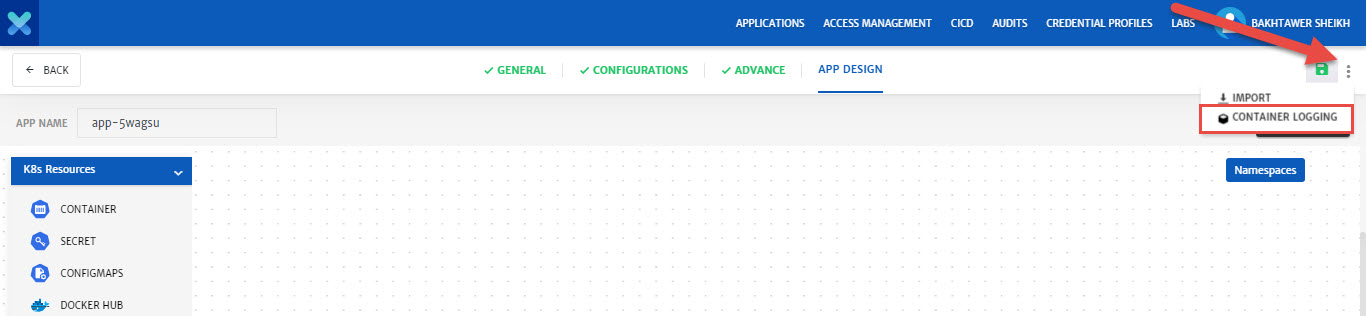 APPLICATIONS ACCESS MANAGEMENT CICD AUDITS CREDENTIAL PROFILES LABS BAKHTAWER SHEIKH
BACK GENERAL CONFIGURATIONS ADVANCE APP DESIGN
IMPORT
APP NAME app-5wagsu CONTAINER LOGGING
K8s Resources Namespaces
CONTAINER
SECRET
CONFIGMAPS
DOCKER HUB